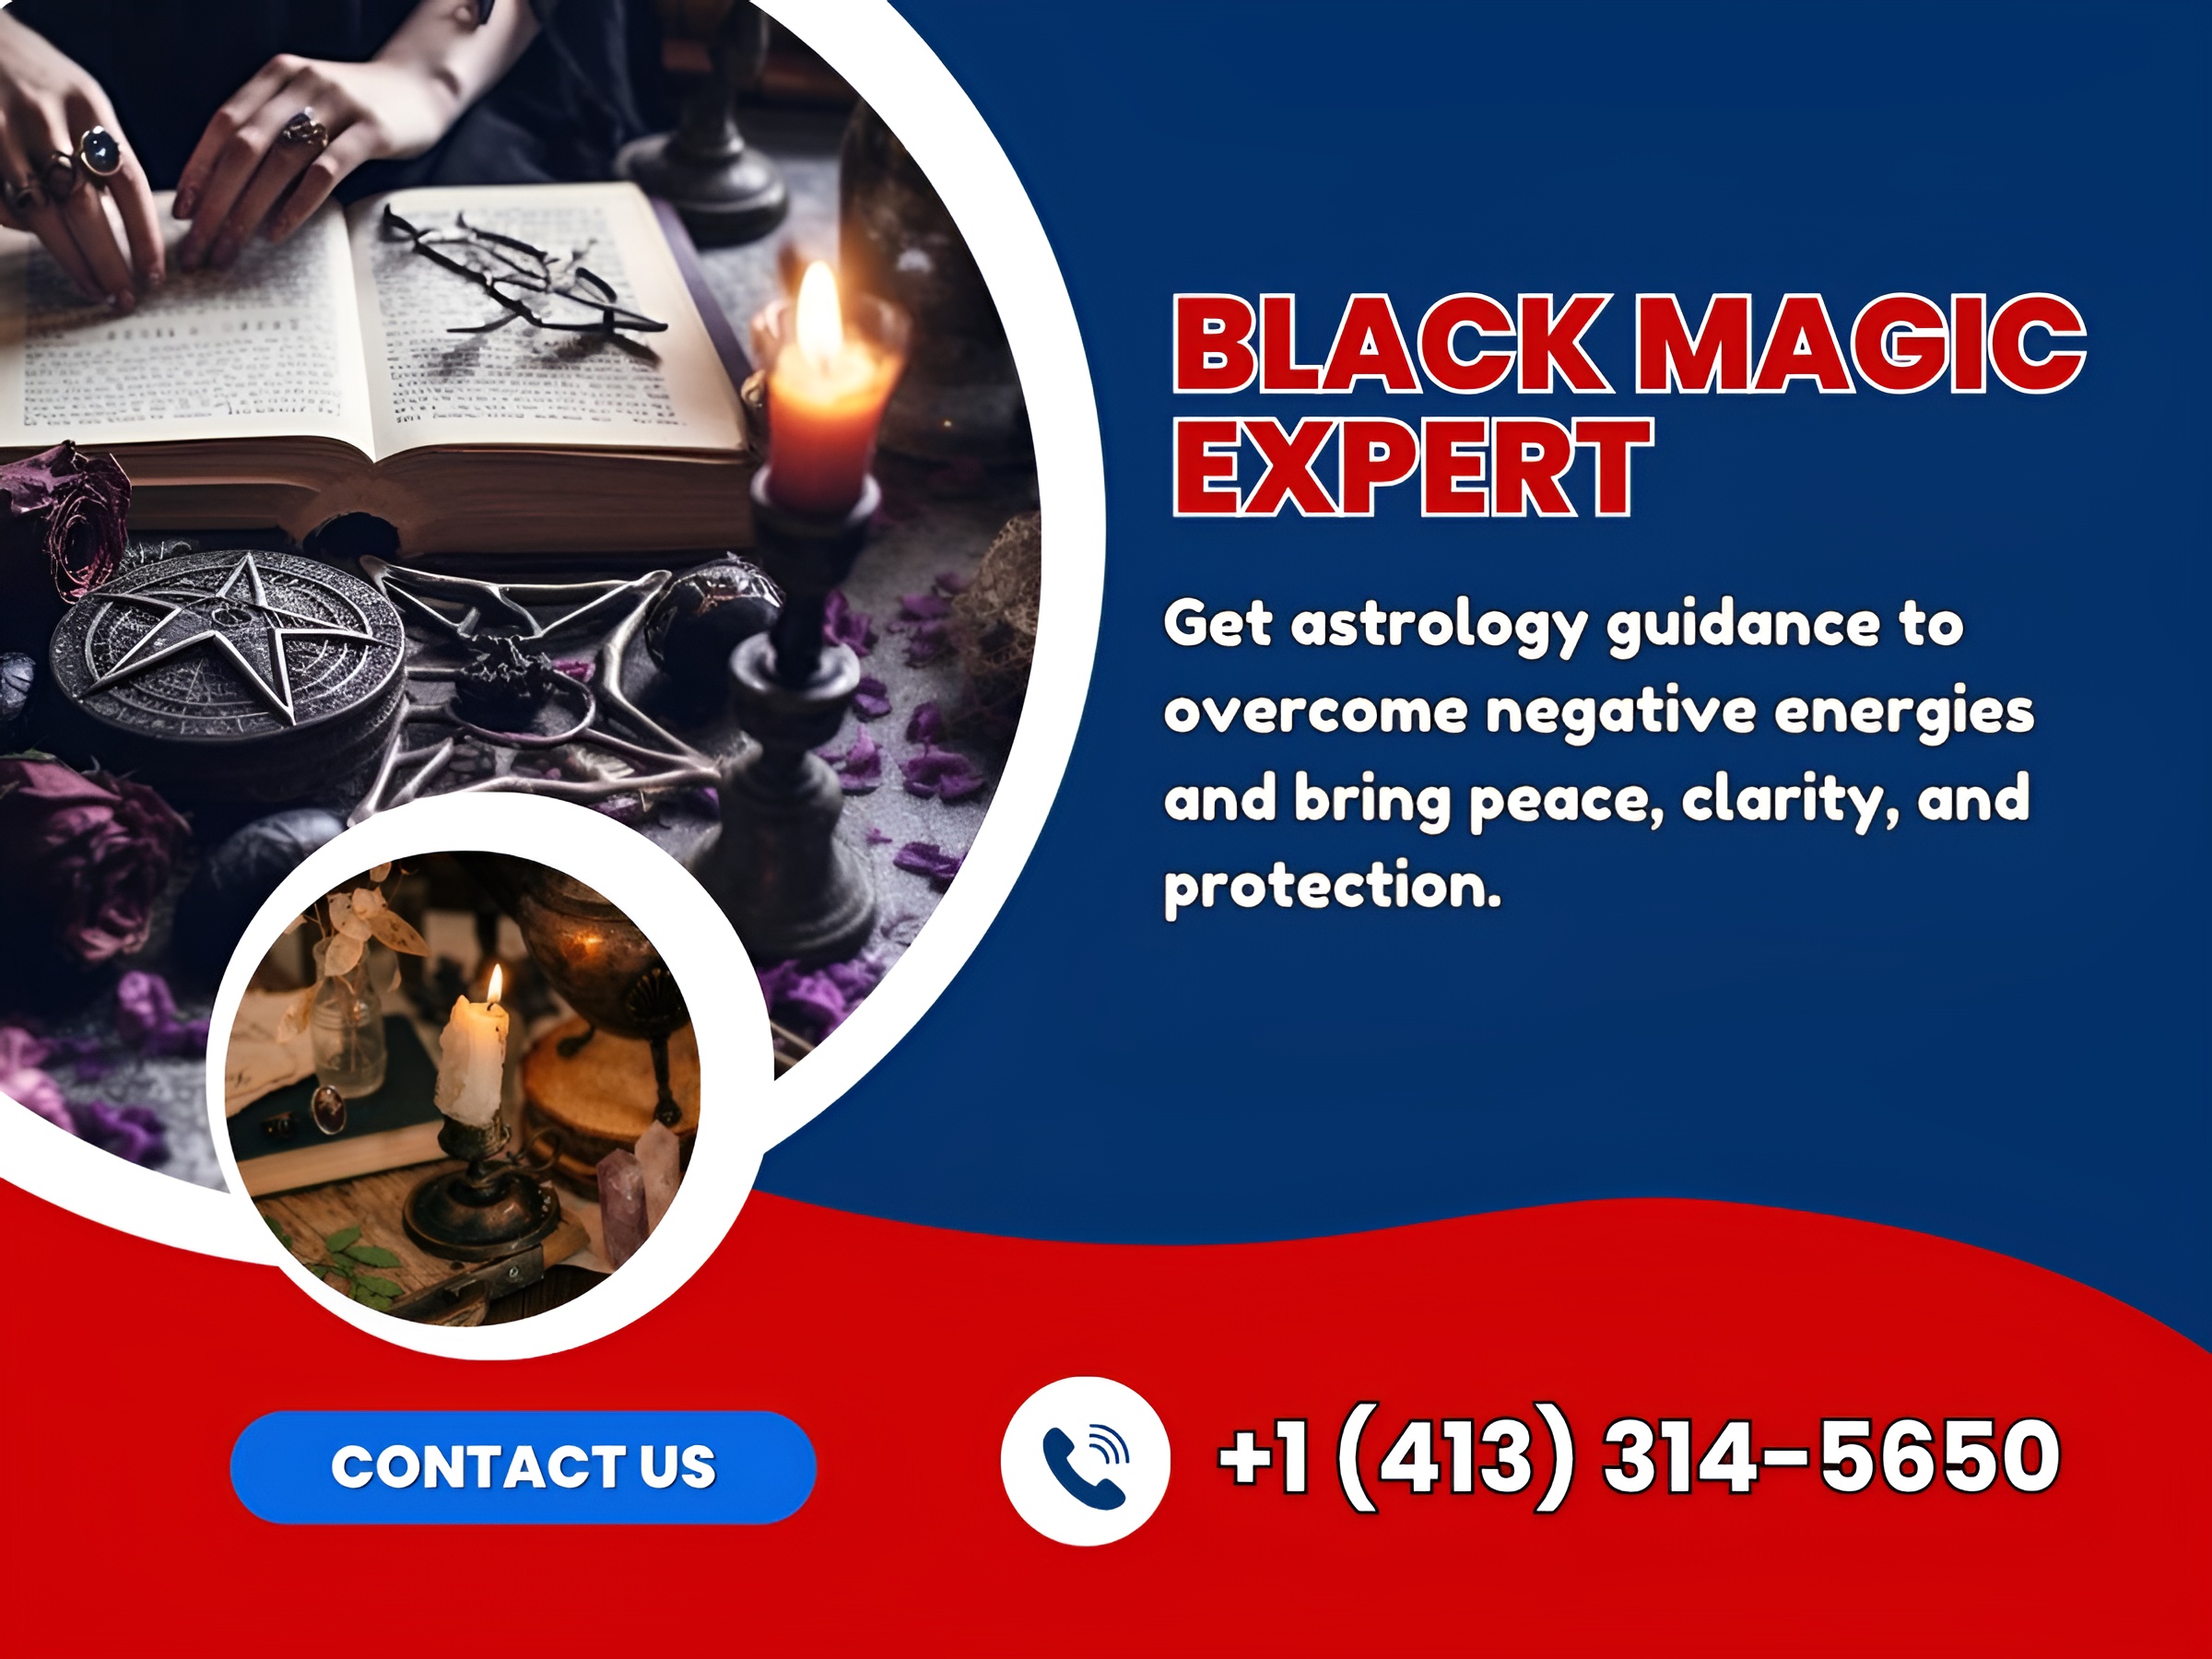 BLACK MAGIC
EXPERT
Get astrology guidance to
overcome negative energies
and bring peace, clarity, and
protection.
CONTACT US
+1 (413) 314-5650